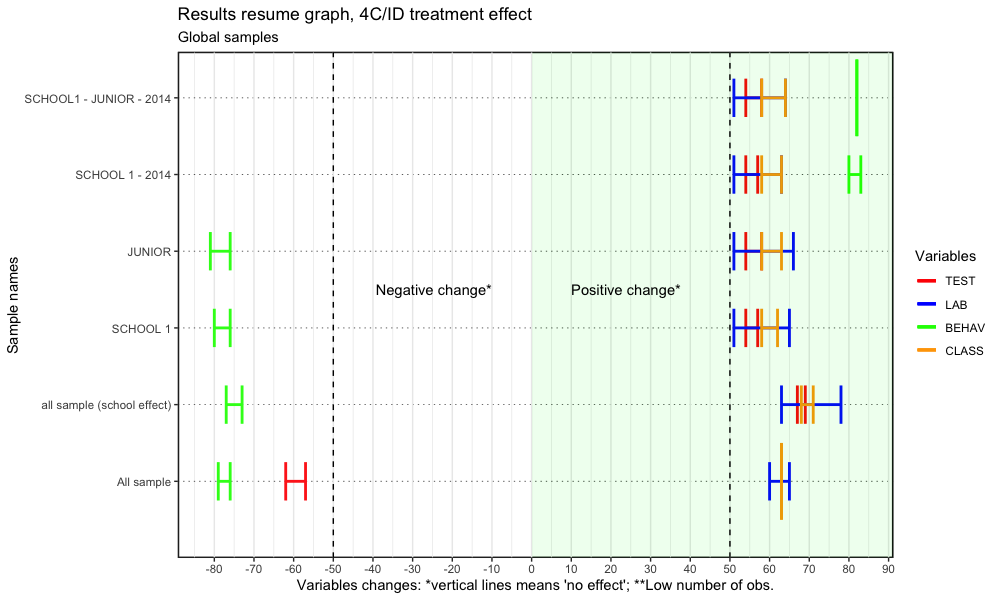 Results resume graph, 4C/ID treatment effect
Global samples
Sample names
SCHOOL1 - JUNIOR - 2014
SCHOOL 1 - 2014
JUNIOR
SCHOOL 1
all sample (school effect)
All sample
Negative change*
Positive change*
-80 -70 -60 -50 -40 -30 -20 -10 0 10 20 30 40 50 60 70 80 90
Variables changes: *vertical lines means 'no effect'; **Low number of obs.
Variables
TEST
LAB
BEHAV
CLASS